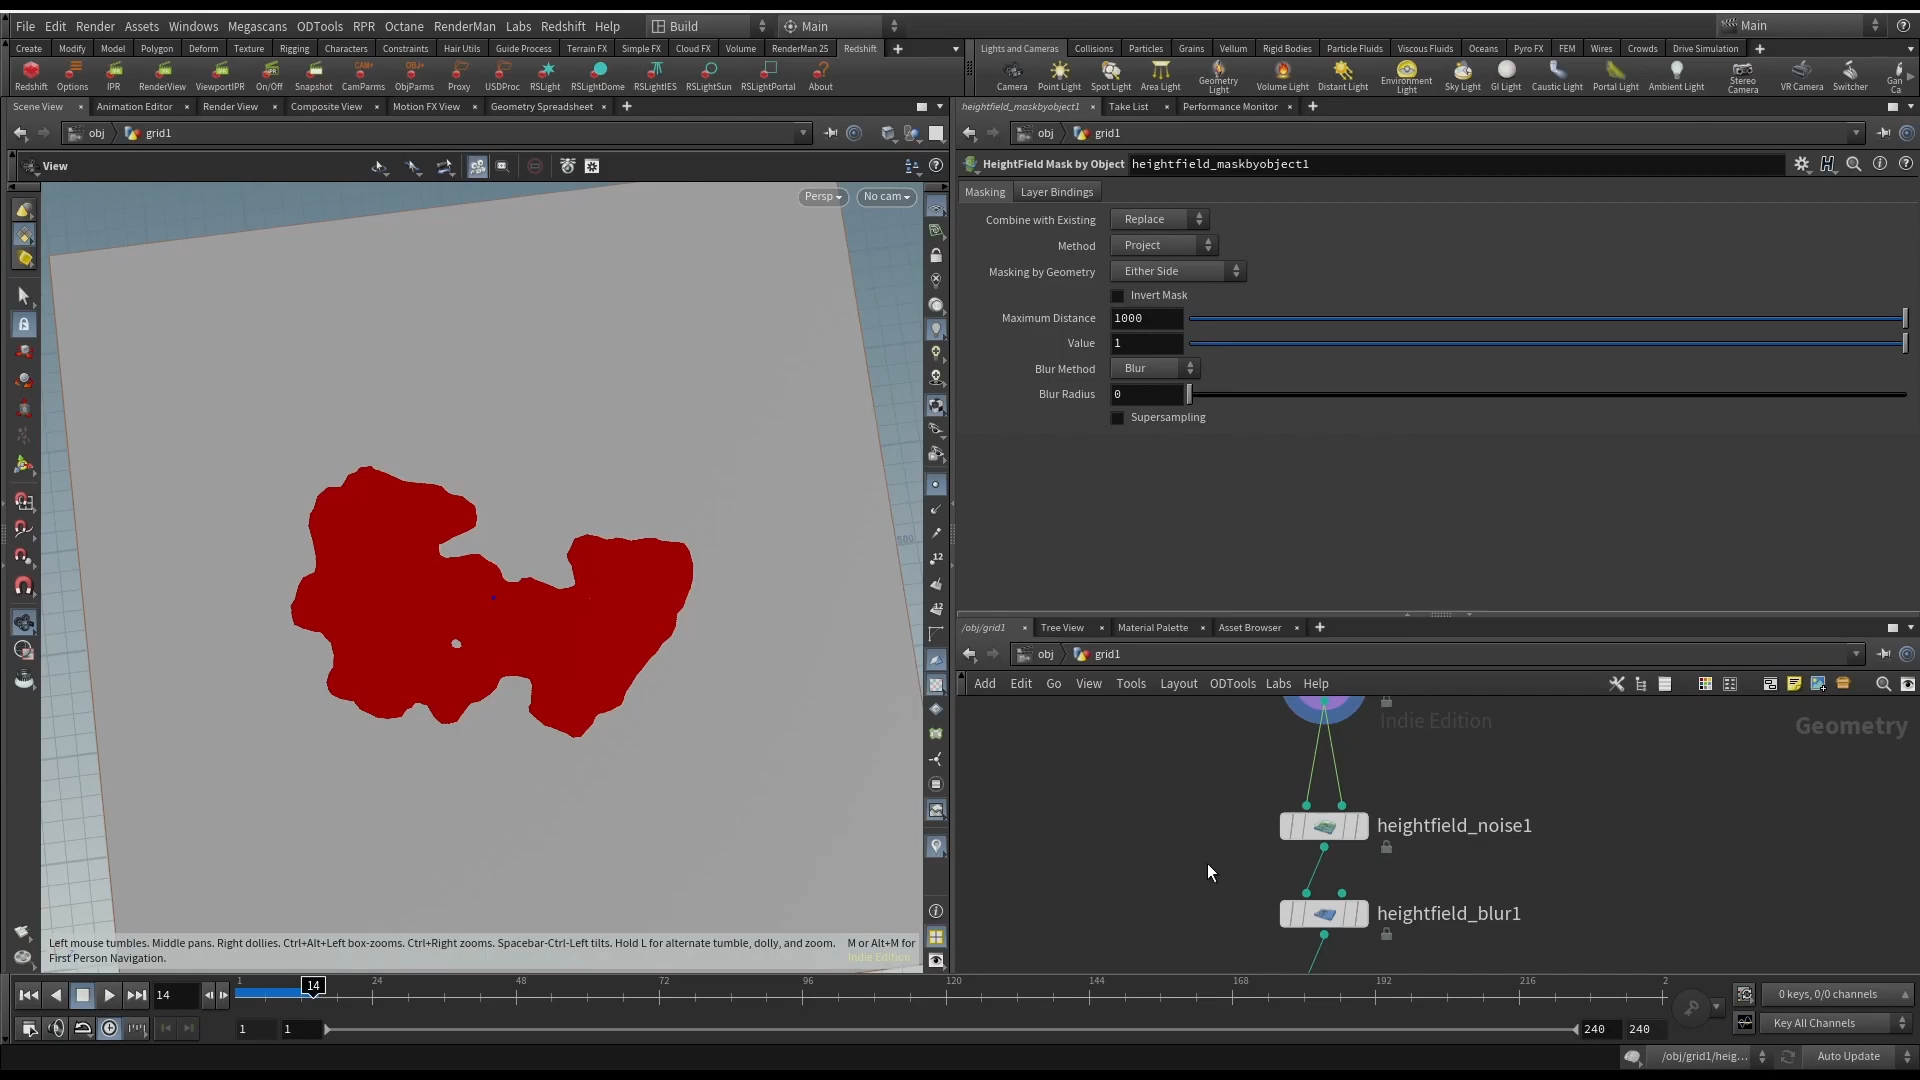 File Edit Render Assets Windows Megascans ODTools RPR Octane RenderMan Labs Redshift Help Build Main Main
Create Modify Model Polygon Deform Texture Rigging Characters Constraints Hair Utils Guide Process Terrain FX Simple FX Cloud FX Volume RenderMan 25 Redshift
Lights and Cameras Collisions Particles Grains Vellum Rigid Bodies Particle Fluids Viscous Fluids Oceans Pyro FX FEM Wires Crowds Drive Simulation
Redshift Options IPR RenderView ViewportIPR On/Off Snapshot CamParms ObjParms Proxy USDProc RSLight RSLightDome RSLightIES RSLightSun RSLightPortal About
Camera Point Light Spot Light Area Light Geometry Light Volume Light Distant Light Environment Light Sky Light GI Light Caustic Light Portal Light Ambient Light Stereo Camera VR Camera Switcher Gan Ca
Scene View Animation Editor Render View Composite View Motion FX View Geometry Spreadsheet
obj grid1
View
Persp No cam
500
Left mouse tumbles. Middle pans. Right dollies. Ctrl+Alt+Left box-zooms. Ctrl+Right zooms. Spacebar-Ctrl-Left tilts. Hold L for alternate tumble, dolly, and zoom. M or Alt+M for
First Person Navigation. Indie Edition
heightfield_maskbyobject1 Take List Performance Monitor
obj grid1
HeightField Mask by Object heightfield_maskbyobject1
Masking Layer Bindings
Combine with Existing Replace
Method Project
Masking by Geometry Either Side
Invert Mask
Maximum Distance 1000
Value 1
Blur Method Blur
Blur Radius 0
Supersampling
/obj/grid1 Tree View Material Palette Asset Browser
obj grid1
Add Edit Go View Tools Layout ODTools Labs Help
Indie Edition Geometry
heightfield_noise1
heightfield_blur1
14 1 14 24 48 72 96 120 144 168 192 216 2
0 keys, 0/0 channels
1 1 240 240 Key All Channels
/obj/grid1/heig... Auto Update